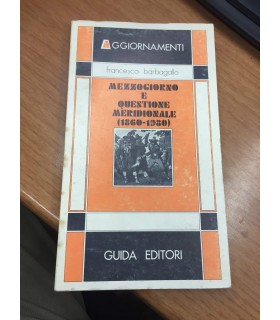 AGGIORNAMENTI
francesco barbagallo
MEZZOGIORNO
E
QUESTIONE
MERIDIONALE
(1860-1980)
GUIDA EDITORI